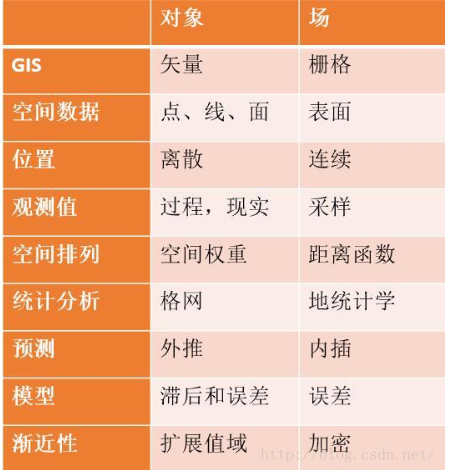 对象 场
GIS 矢量 栅格
空间数据 点、线、面 表面
位置 离散 连续
观测值 过程，现实 采样
空间排列 空间权重 距离函数
统计分析 格网 地统计学
预测 外推 内插
模型 滞后和误差 误差
渐近性 扩展值域 加密
http://blog.csdn.net/